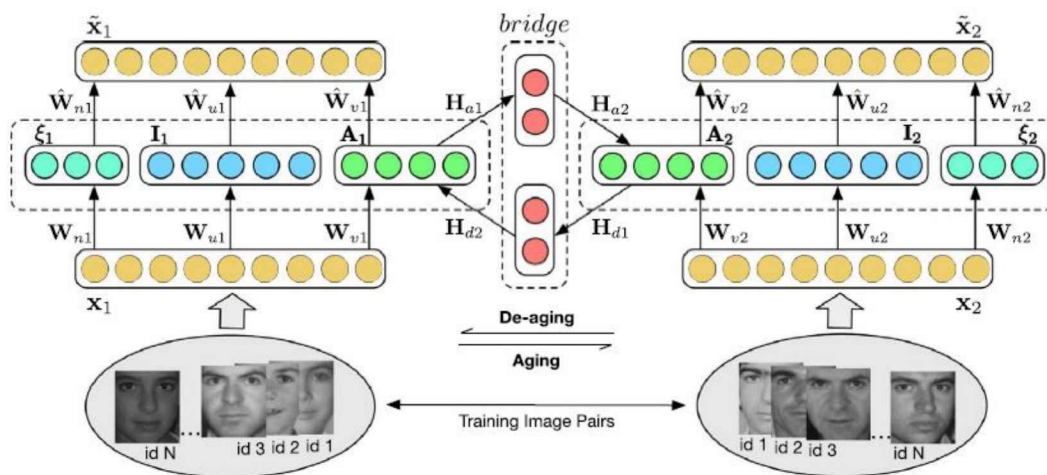 x̃₁ bridge x̃₂
Ŵₙ₁ Ŵᵤ₁ Ŵᵥ₁ Hₐ₁ Hₐ₂ Ŵᵥ₂ Ŵᵤ₂ Ŵₙ₂
ξ₁ I₁ A₁ A₂ I₂ ξ₂
Wₙ₁ Wᵤ₁ Wᵥ₁ H_d2 H_d1 Wᵥ₂ Wᵤ₂ Wₙ₂
x₁ x₂
De-aging
Aging
id N ... id 3 id 2 id 1
Training Image Pairs
id 1 id 2 id 3 ... id N